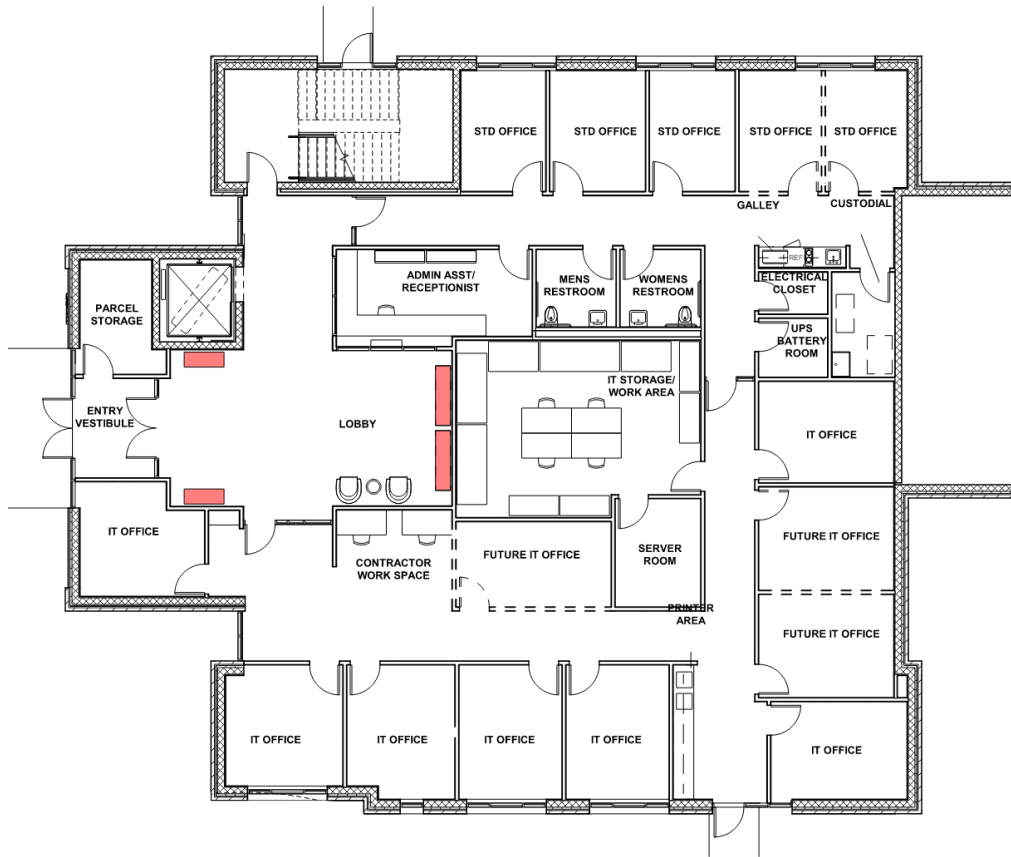 STD OFFICE
STD OFFICE
STD OFFICE
STD OFFICE
STD OFFICE
GALLEY
CUSTODIAL
REF
ADMIN ASST/
RECEPTIONIST
MENS
RESTROOM
WOMENS
RESTROOM
ELECTRICAL
CLOSET
PARCEL
STORAGE
UPS
BATTERY
ROOM
IT STORAGE/
WORK AREA
ENTRY
VESTIBULE
LOBBY
IT OFFICE
IT OFFICE
FUTURE IT OFFICE
CONTRACTOR
WORK SPACE
FUTURE IT OFFICE
SERVER
ROOM
PRINTER
AREA
FUTURE IT OFFICE
IT OFFICE
IT OFFICE
IT OFFICE
IT OFFICE
IT OFFICE